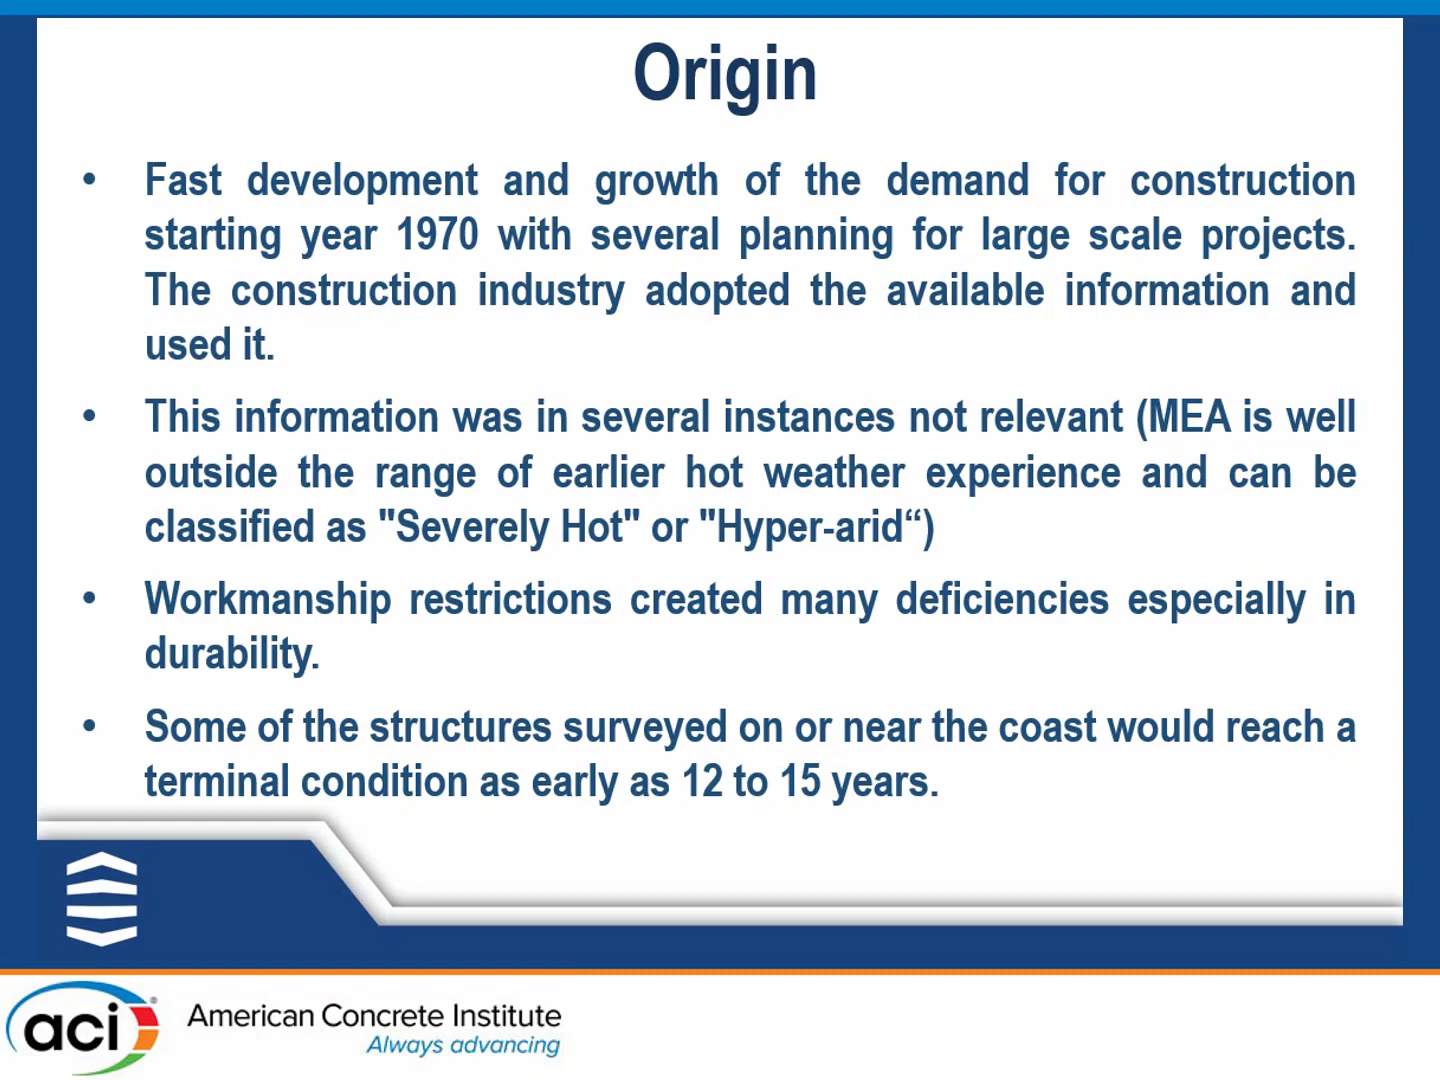 Origin
• Fast development and growth of the demand for construction
starting year 1970 with several planning for large scale projects.
The construction industry adopted the available information and
used it.
• This information was in several instances not relevant (MEA is well
outside the range of earlier hot weather experience and can be
classified as "Severely Hot" or "Hyper-arid“)
• Workmanship restrictions created many deficiencies especially in
durability.
• Some of the structures surveyed on or near the coast would reach a
terminal condition as early as 12 to 15 years.
aci®
American Concrete Institute
Always advancing